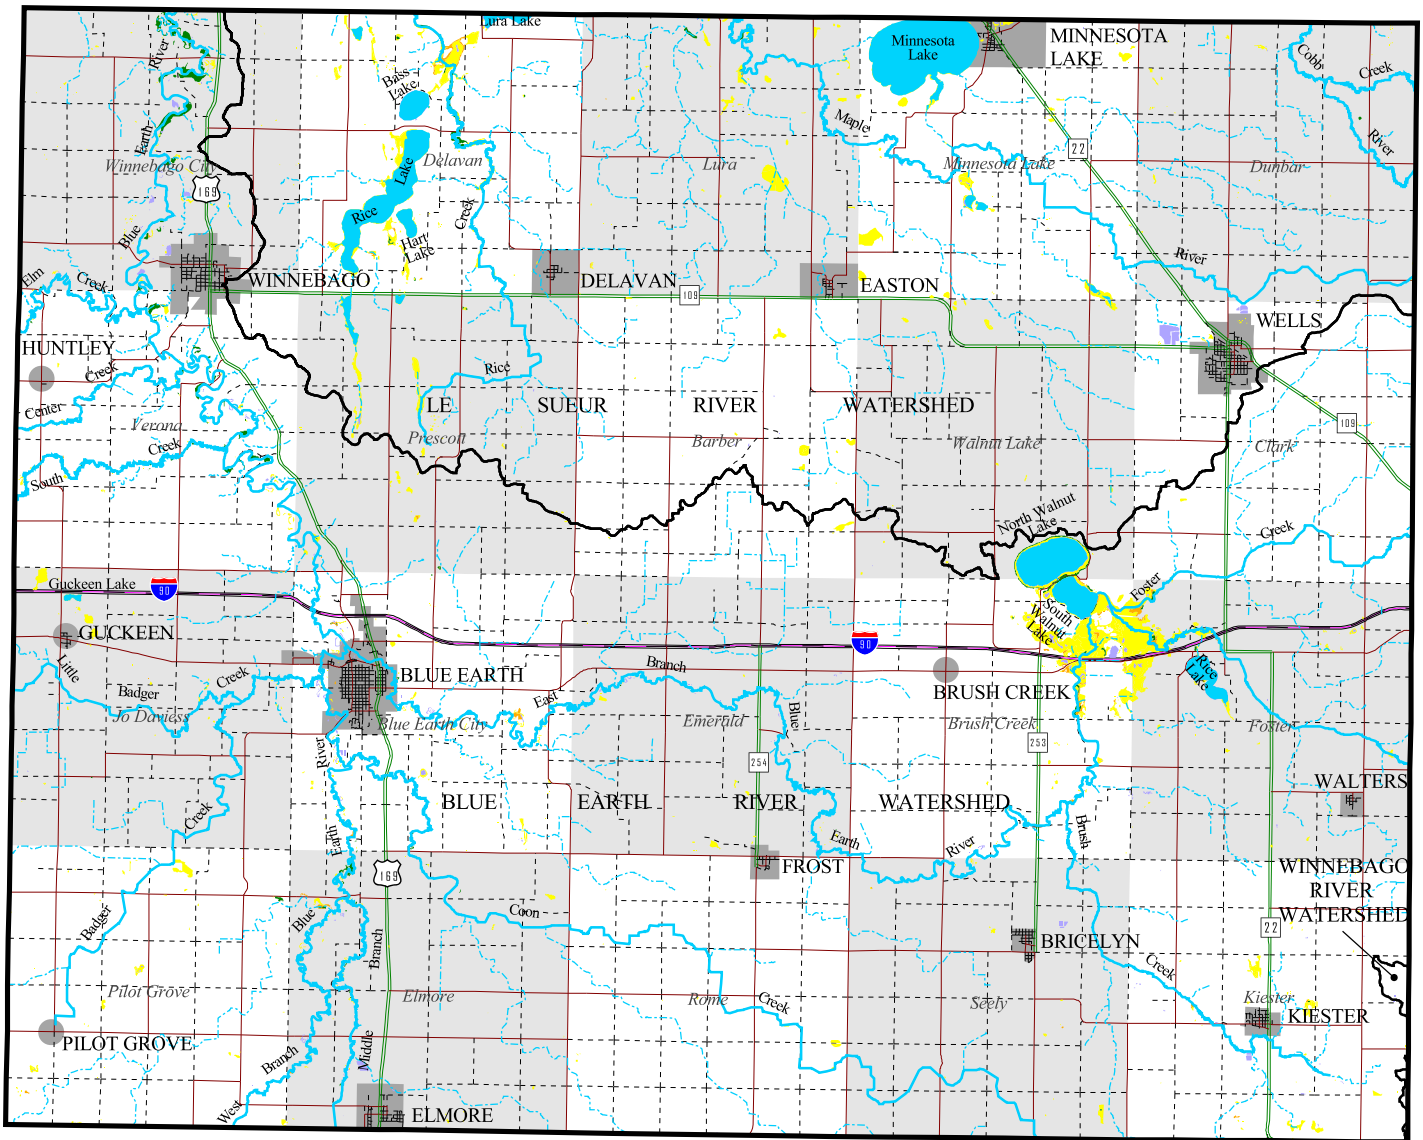 Lura Lake
River
Minnesota
Lake
MINNESOTA
LAKE
Cobb
Creek
River
Bass
Lake
Earth
Winnebago City
169
Delavan
Lake
Rice
Creek
Hart
Lake
Lura
Maple
Minnesota Lake
22
Dunbar
Blue
River
Elm
Creek
WINNEBAGO
DELAVAN
109
EASTON
WELLS
HUNTLEY
Creek
Center
Verona
Creek
South
Rice
LE SUEUR RIVER WATERSHED
Prescott
Barber
Walnut Lake
Clark
109
North Walnut
Lake
Creek
Foster
Guckeen Lake
90
South
Walnut
Lake
GUCKEEN
Little
Badger
Creek
Jo Daviess
BLUE EARTH
Blue Earth City
East
Branch
Emerald
Blue
90
BRUSH CREEK
Brush Creek
Rice
Lake
Foster
River
254
253
WALTERS
BLUE EARTH RIVER WATERSHED
Creek
Earth
Earth
River
Brush
FROST
169
WINNEBAGO
RIVER
WATERSHED
Badger
Blue
Branch
Coon
BRICELYN
22
Creek
Pilot Grove
Elmore
Rome
Creek
Seely
Kiester
KIESTER
PILOT GROVE
Branch
Middle
West
ELMORE